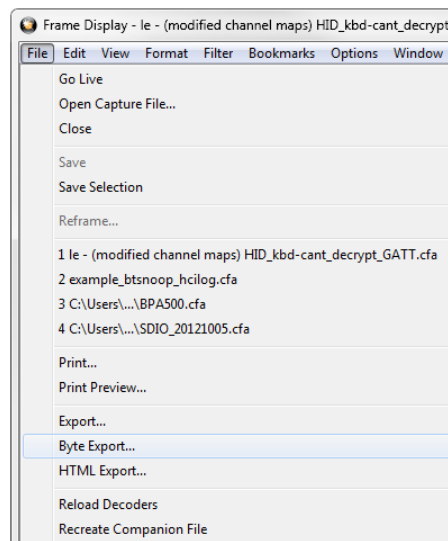 Frame Display - le - (modified channel maps) HID_kbd-cant_decrypt
File Edit View Format Filter Bookmarks Options Window
Go Live
Open Capture File...
Close
Save
Save Selection
Reframe...
1 le - (modified channel maps) HID_kbd-cant_decrypt_GATT.cfa
2 example_btsnoop_hcilog.cfa
3 C:\Users\...\BPA500.cfa
4 C:\Users\...\SDIO_20121005.cfa
Print...
Print Preview...
Export...
Byte Export...
HTML Export...
Reload Decoders
Recreate Companion File